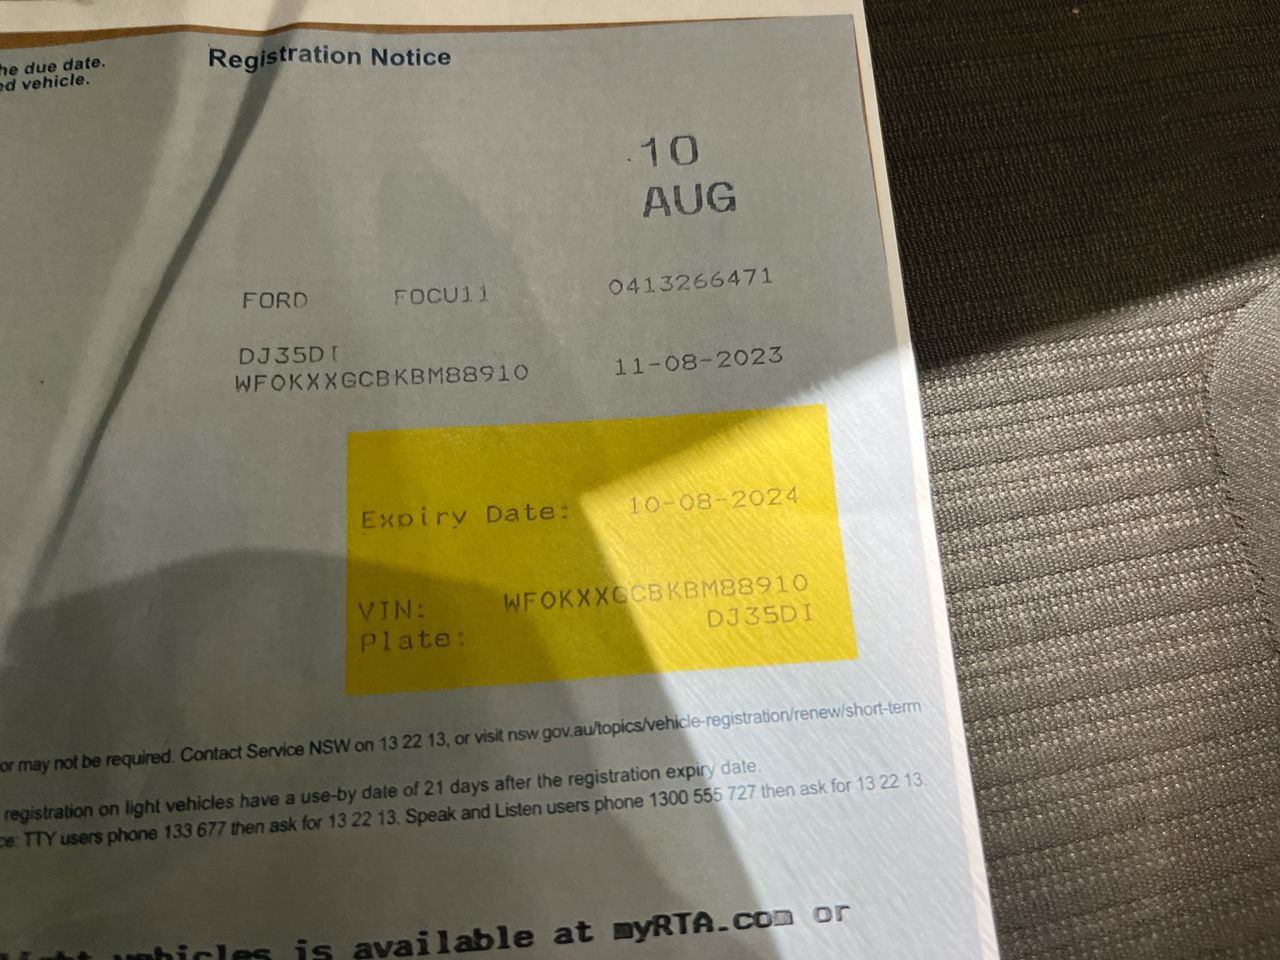 he due date.
ed vehicle.
Registration Notice
10
AUG
FORD FOCU11 0413266471
DJ35DI
WF0KXXGCBKBM88910 11-08-2023
Expiry Date: 10-08-2024
VIN: WF0KXXGCBKBM88910
Plate: DJ35DI
or may not be required. Contact Service NSW on 13 22 13, or visit nsw.gov.au/topics/vehicle-registration/renew/short-term
registration on light vehicles have a use-by date of 21 days after the registration expiry date.
ce: TTY users phone 133 677 then ask for 13 22 13. Speak and Listen users phone 1300 555 727 then ask for 13 22 13.
light vehicles is available at myRTA.com or